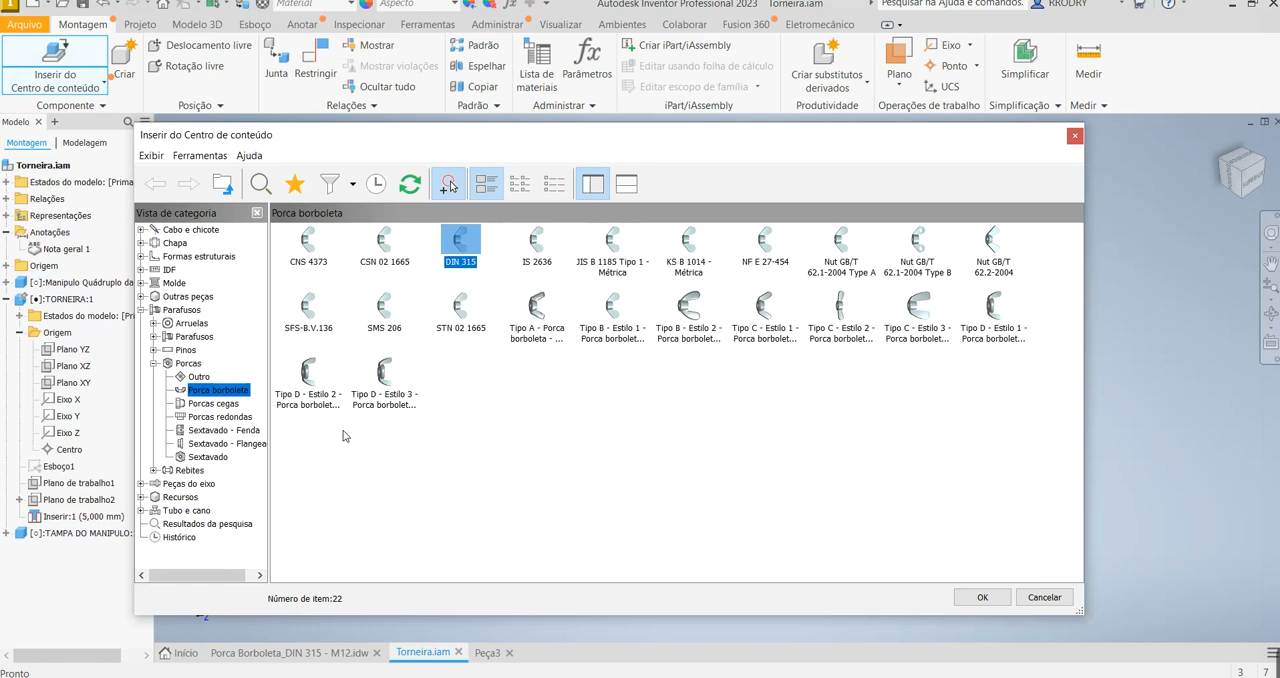 Material
Aspecto
Autodesk Inventor Professional 2023 Torneira.iam
Pesquisar na Ajuda e comandos.
RRODRY
Arquivo
Montagem
Projeto
Modelo 3D
Esboço
Anotar
Inspecionar
Ferramentas
Administrar
Visualizar
Ambientes
Colaborar
Fusion 360
Eletromecânico
Inserir do
Centro de conteúdo
Criar
Deslocamento livre
Rotação livre
Junta
Restringir
Mostrar
Mostrar violações
Ocultar tudo
Padrão
Espelhar
Copiar
Lista de
materiais
Parâmetros
Criar iPart/iAssembly
Editar usando folha de cálculo
Editar escopo de família
Criar substitutos
derivados
Plano
Eixo
Ponto
UCS
Simplificar
Medir
Componente
Posição
Relações
Padrão
Administrar
iPart/iAssembly
Produtividade
Operações de trabalho
Simplificação
Medir
Modelo
Montagem
Modelagem
Torneira.iam
Estados do modelo: [Prima
Relações
Representações
Anotações
Nota geral 1
Origem
[○]:Manipulo Quádruplo da
[●]:TORNEIRA:1
Estados do modelo: [Pr
Origem
Plano YZ
Plano XZ
Plano XY
Eixo X
Eixo Y
Eixo Z
Centro
Esboço1
Plano de trabalho1
Plano de trabalho2
Inserir:1 (5,000 mm)
[○]:TAMPA DO MANIPULO:
Inserir do Centro de conteúdo
Exibir
Ferramentas
Ajuda
Vista de categoria
Cabo e chicote
Chapa
Formas estruturais
IDF
Molde
Outras peças
Parafusos
Arruelas
Parafusos
Pinos
Porcas
Outro
Porca borboleta
Porcas cegas
Porcas redondas
Sextavado - Fenda
Sextavado - Flangea
Sextavado
Rebites
Peças do eixo
Recursos
Tubo e cano
Resultados da pesquisa
Histórico
Porca borboleta
CNS 4373
CSN 02 1665
DIN 315
IS 2636
JIS B 1185 Tipo 1 -
Métrica
KS B 1014 -
Métrica
NF E 27-454
Nut GB/T
62.1-2004 Type A
Nut GB/T
62.1-2004 Type B
Nut GB/T
62.2-2004
SFS-B.V.136
SMS 206
STN 02 1665
Tipo A - Porca
borboleta - ...
Tipo B - Estilo 1 -
Porca borbolet...
Tipo B - Estilo 2 -
Porca borbolet...
Tipo C - Estilo 1 -
Porca borbolet...
Tipo C - Estilo 2 -
Porca borbolet...
Tipo C - Estilo 3 -
Porca borbolet...
Tipo D - Estilo 1 -
Porca borbolet...
Tipo D - Estilo 2 -
Porca borbolet...
Tipo D - Estilo 3 -
Porca borbolet...
Número de item:22
OK
Cancelar
SUPERIOR
Z
Início
Porca Borboleta_DIN 315 - M12.idw
Torneira.iam
Peça3
Pronto
3
7